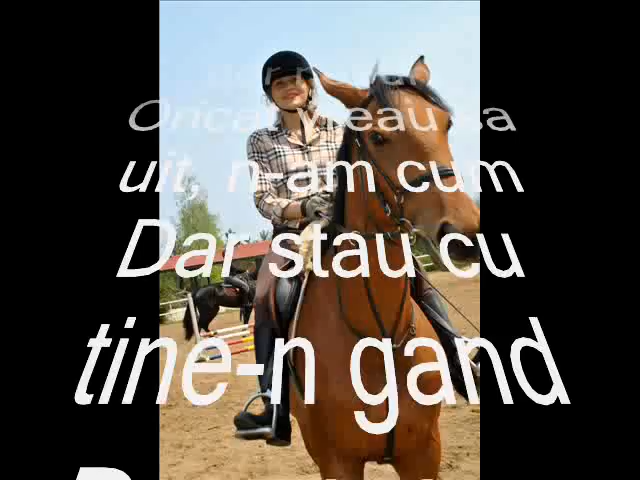 Oricat vreau sa
uit, n-am cum
Dar stau cu
tine-n gand